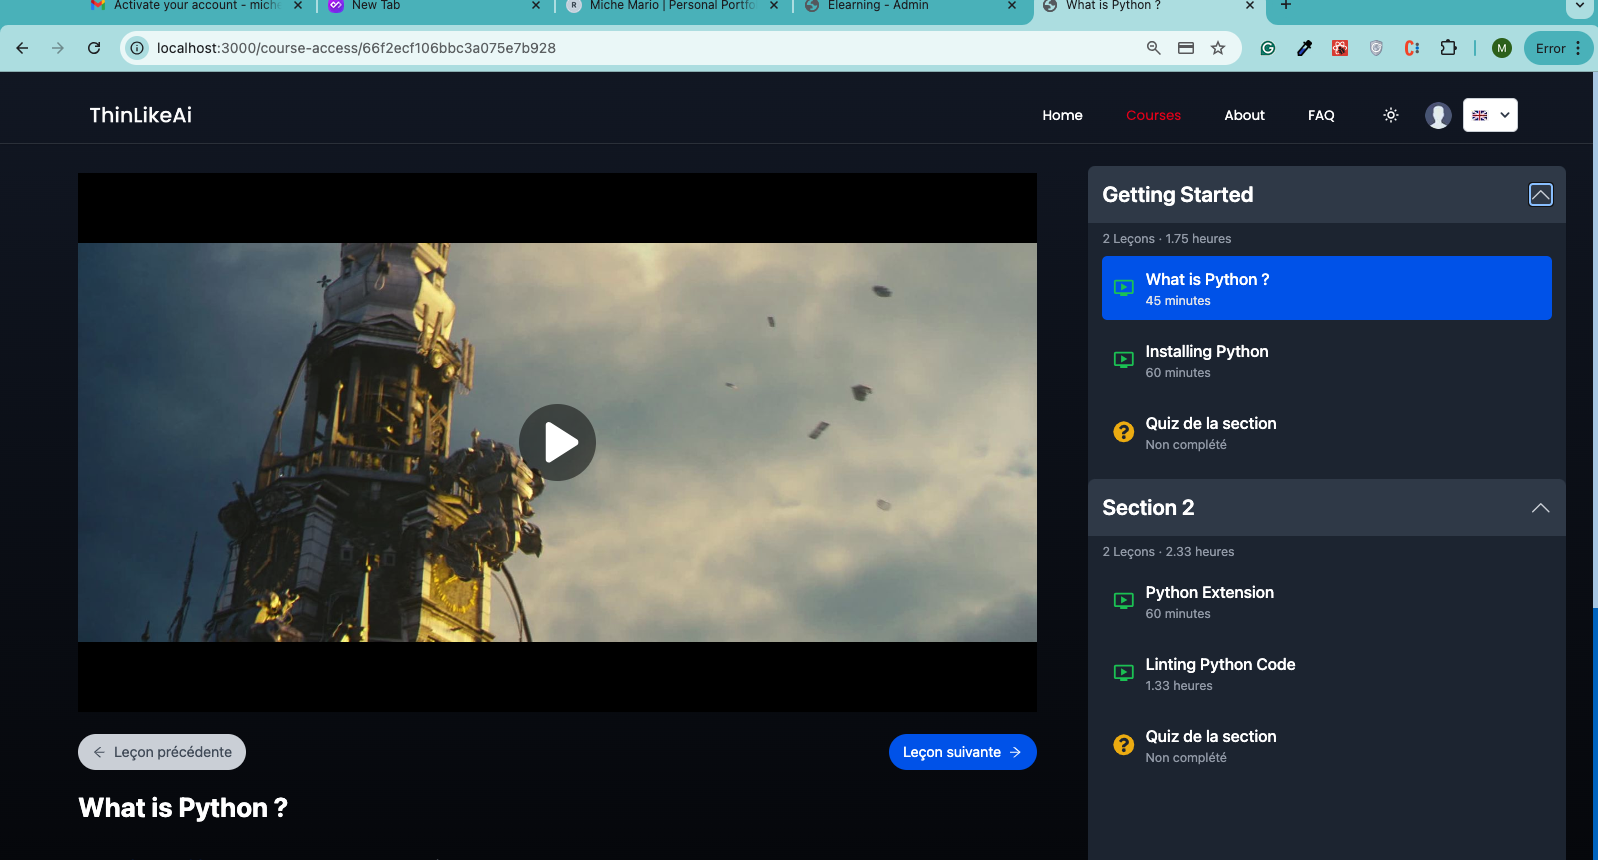 Activate your account - miche
New Tab
Miche Mario | Personal Portfo
Elearning - Admin
What is Python ?
localhost:3000/course-access/66f2ecf106bbc3a075e7b928
M
Error
ThinLikeAi
Home
Courses
About
FAQ
Getting Started
2 Leçons · 1.75 heures
What is Python ?
45 minutes
Installing Python
60 minutes
Quiz de la section
Non complété
Section 2
2 Leçons · 2.33 heures
Python Extension
60 minutes
Linting Python Code
1.33 heures
Quiz de la section
Non complété
Leçon précédente
Leçon suivante
What is Python ?